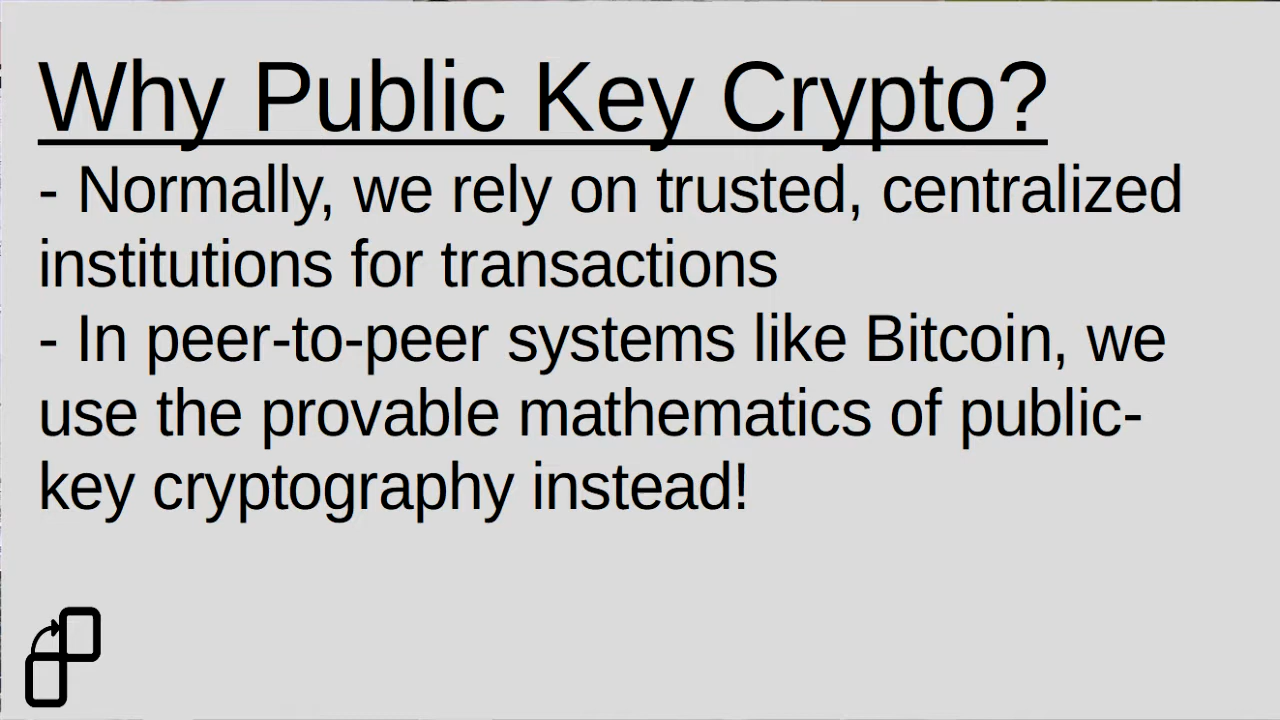 Why Public Key Crypto?
- Normally, we rely on trusted, centralized
institutions for transactions
- In peer-to-peer systems like Bitcoin, we
use the provable mathematics of public-
key cryptography instead!